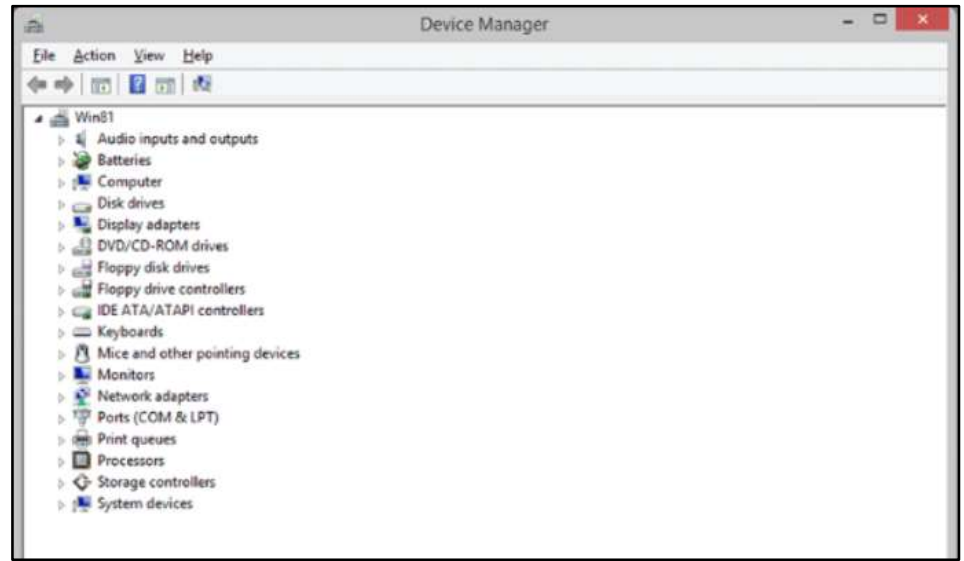 Device Manager
File Action View Help
Win81
Audio inputs and outputs
Batteries
Computer
Disk drives
Display adapters
DVD/CD-ROM drives
Floppy disk drives
Floppy drive controllers
IDE ATA/ATAPI controllers
Keyboards
Mice and other pointing devices
Monitors
Network adapters
Ports (COM & LPT)
Print queues
Processors
Storage controllers
System devices